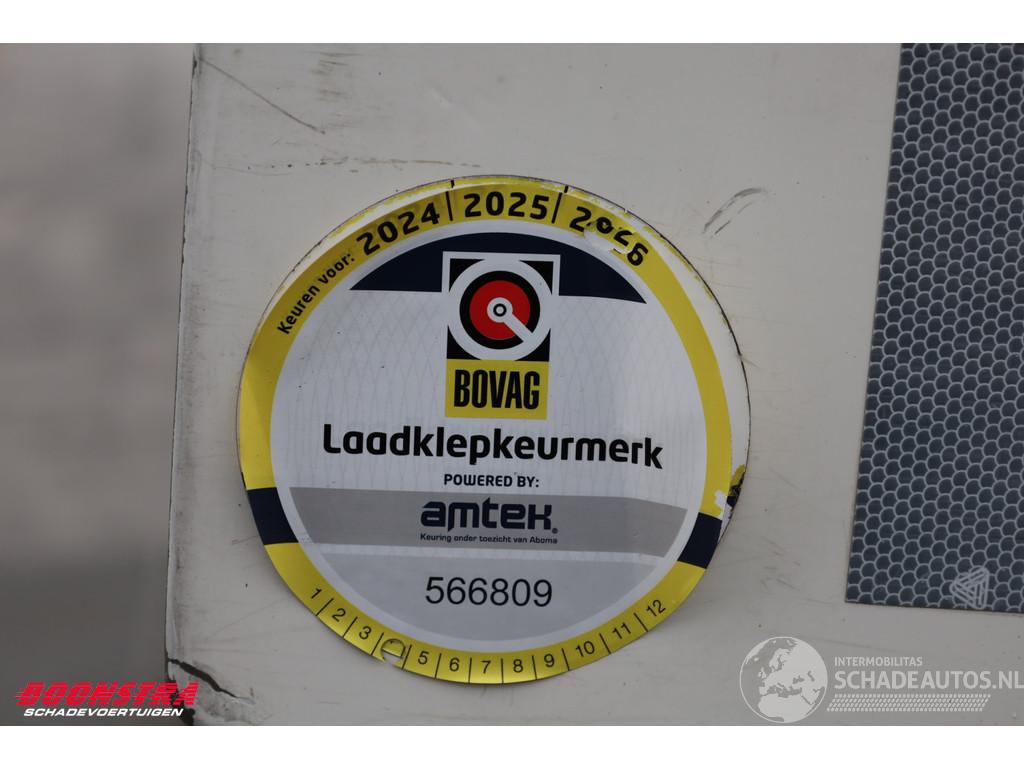 Keuren voor: 2024 | 2025 | 2026
BOVAG
Laadklepkeurmerk
POWERED BY:
amtek®
Keuring onder toezicht van Aboma
566809
1 | 2 | 3 | 5 | 6 | 7 | 8 | 9 | 10 | 11 | 12
BOONSTRA
SCHADEVOERTUIGEN
INTERMOBILITAS
SCHADEAUTOS.NL